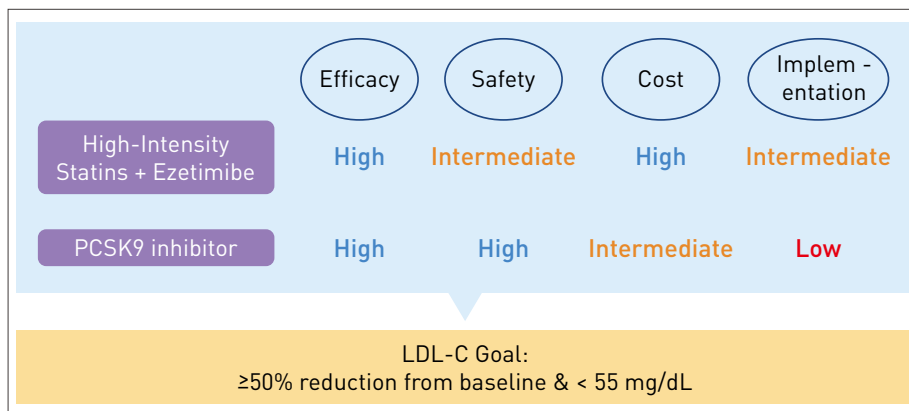 Efficacy Safety Cost Implem -
entation
High-Intensity
Statins + Ezetimibe High Intermediate High Intermediate
PCSK9 inhibitor High High Intermediate Low
LDL-C Goal:
≥50% reduction from baseline & < 55 mg/dL